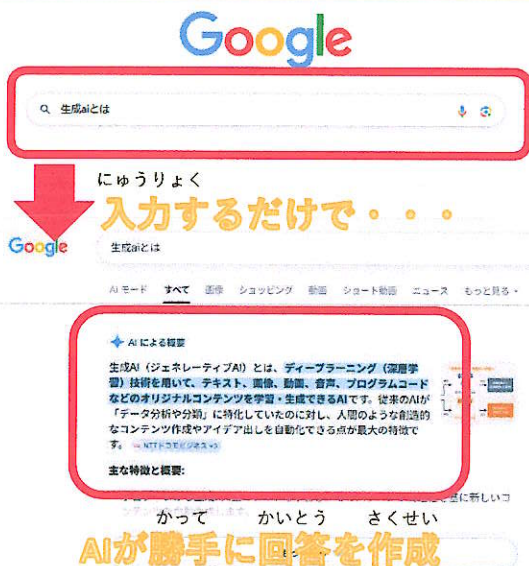 Google
生成aiとは
にゅうりょく
入力するだけで・・・
Google
生成aiとは
AI モード すべて 画像 ショッピング 動画 ショート動画 ニュース もっと見る
AI による概要
生成AI(ジェネレーティブAI)とは、ディープラーニング(深層学
習)技術を用いて、テキスト、画像、動画、音声、プログラムコード
などのオリジナルコンテンツを学習・生成できるAIです。従来のAIが
「データ分析や分類」に特化していたのに対し、人間のような創造的
なコンテンツ作成やアイデア出しを自動化できる点が最大の特徴で
す。 NTTドコモビジネス +3
主な特徴と概要:
に新しいコ
かって かいとう さくせい
AIが勝手に回答を作成